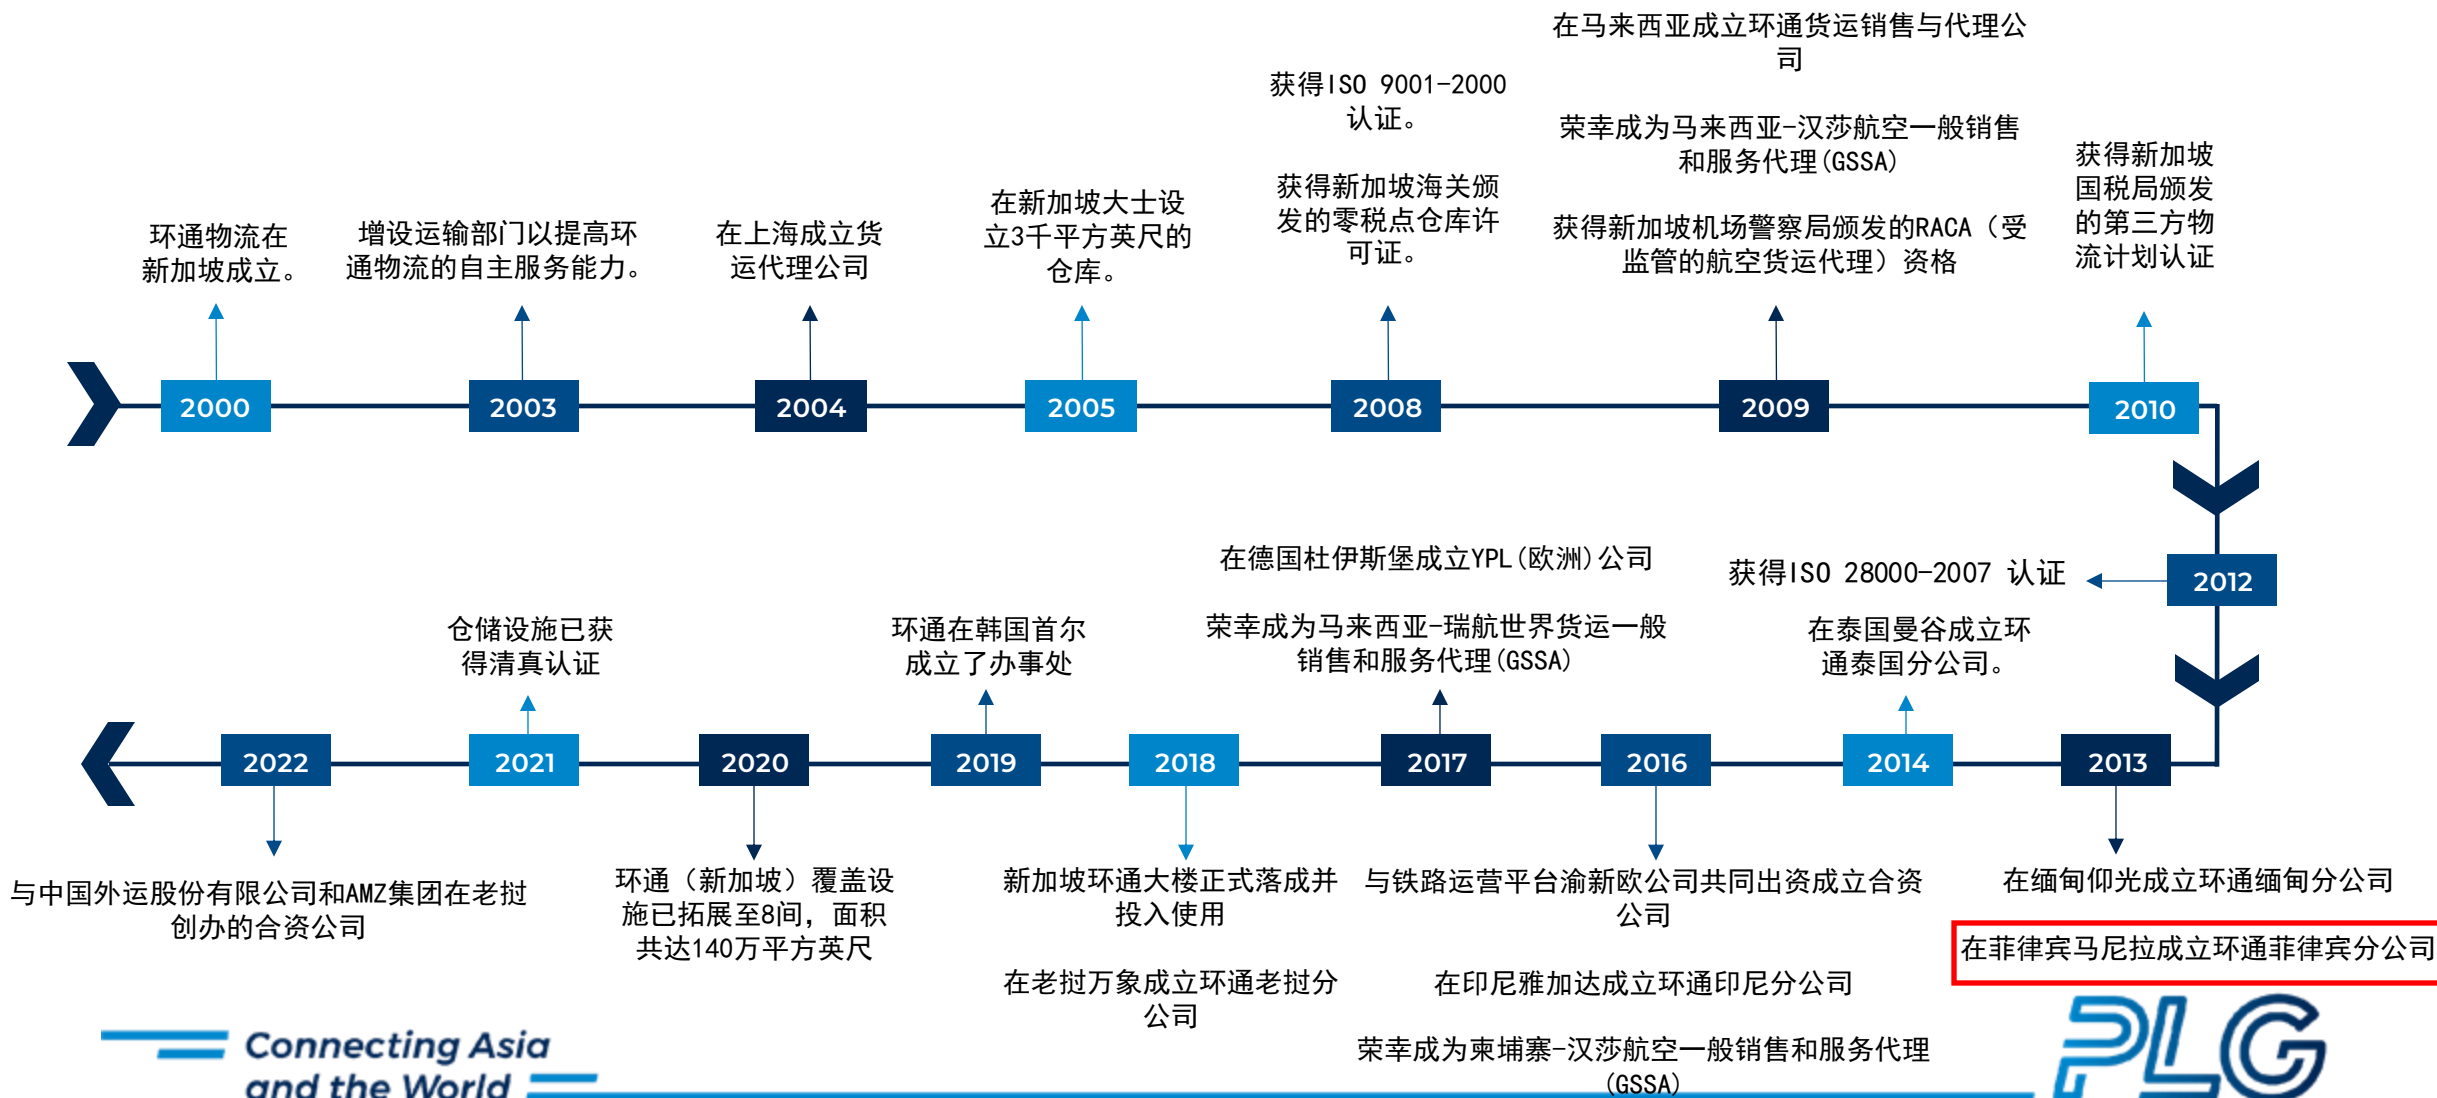 环通物流在
新加坡成立。
2000
增设运输部门以提高环
通物流的自主服务能力。
2003
在上海成立货
运代理公司
2004
在新加坡大士设
立3千平方英尺的
仓库。
2005
获得ISO 9001-2000
认证。
获得新加坡海关颁
发的零税点仓库许
可证。
2008
在马来西亚成立环通货运销售与代理公
司
荣幸成为马来西亚-汉莎航空一般销售
和服务代理(GSSA)
获得新加坡机场警察局颁发的RACA（受
监管的航空货运代理）资格
2009
获得新加坡
国税局颁发
的第三方物
流计划认证
2010
获得ISO 28000-2007 认证
2012
2013
在缅甸仰光成立环通缅甸分公司
在菲律宾马尼拉成立环通菲律宾分公司
在泰国曼谷成立环
通泰国分公司。
2014
2016
与铁路运营平台渝新欧公司共同出资成立合资
公司
在印尼雅加达成立环通印尼分公司
荣幸成为柬埔寨-汉莎航空一般销售和服务代理
(GSSA)
在德国杜伊斯堡成立YPL(欧洲)公司
荣幸成为马来西亚-瑞航世界货运一般
销售和服务代理(GSSA)
2017
2018
新加坡环通大楼正式落成并
投入使用
在老挝万象成立环通老挝分
公司
环通在韩国首尔
成立了办事处
2019
2020
环通（新加坡）覆盖设
施已拓展至8间，面积
共达140万平方英尺
仓储设施已获
得清真认证
2021
2022
与中国外运股份有限公司和AMZ集团在老挝
创办的合资公司
Connecting Asia
and the World
PLG